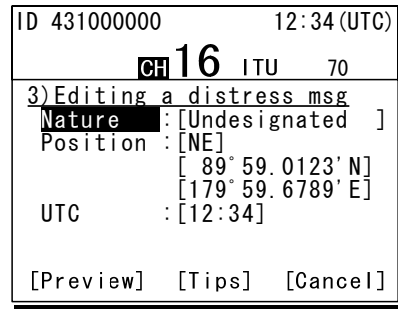 ID 431000000 12:34(UTC)
CH 16 ITU 70
3)Editing a distress msg
Nature :[Undesignated ]
Position :[NE]
[ 89°59.0123'N]
[179°59.6789'E]
UTC :[12:34]
[Preview] [Tips] [Cancel]